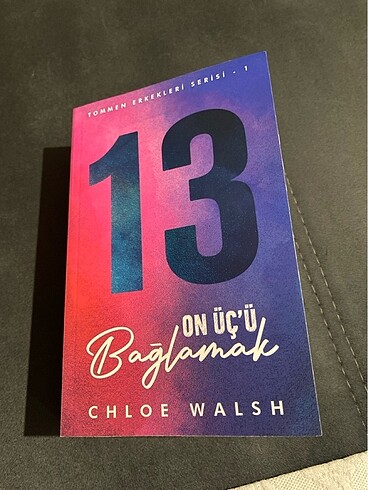 TOMMEN ERKEKLERİ SERİSİ - 1
13
ON ÜÇ'Ü
Bağlamak
CHLOE WALSH